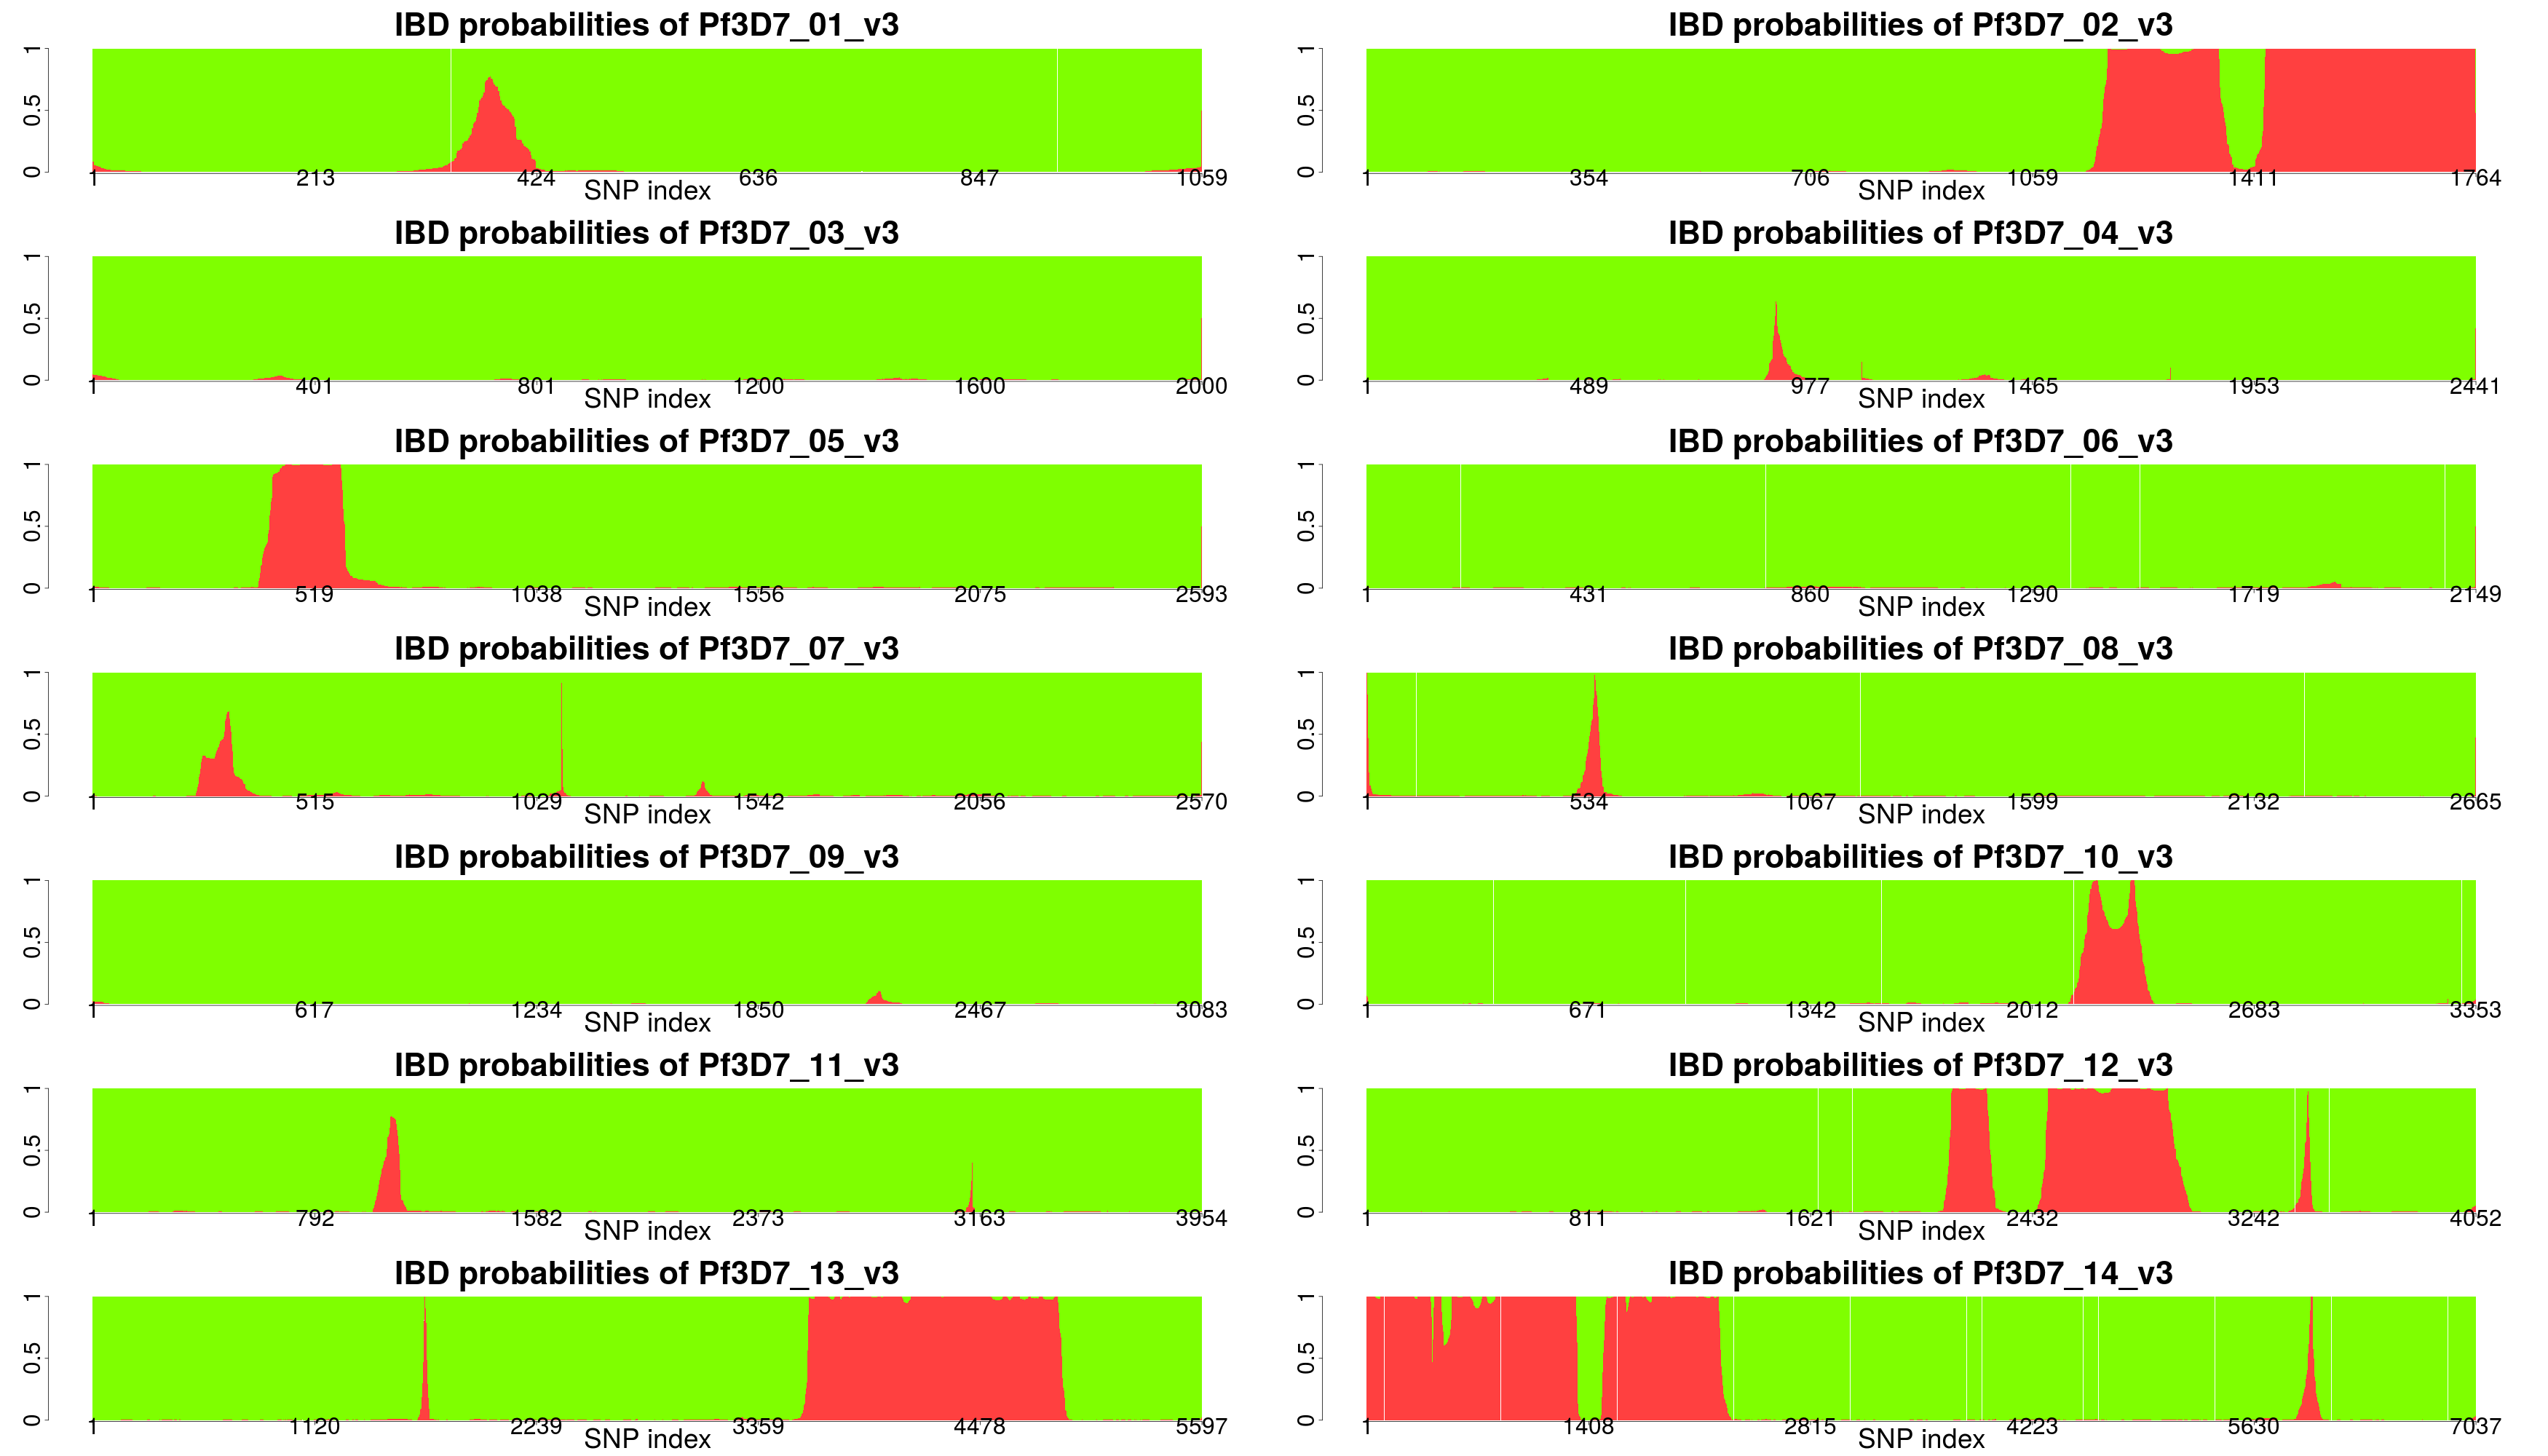 IBD probabilities of Pf3D7_01_v3
0 0.5 1
1 213 424 636 847 1059
SNP index
IBD probabilities of Pf3D7_02_v3
0 0.5 1
1 354 706 1059 1411 1764
SNP index
IBD probabilities of Pf3D7_03_v3
0 0.5 1
1 401 801 1200 1600 2000
SNP index
IBD probabilities of Pf3D7_04_v3
0 0.5 1
1 489 977 1465 1953 2441
SNP index
IBD probabilities of Pf3D7_05_v3
0 0.5 1
1 519 1038 1556 2075 2593
SNP index
IBD probabilities of Pf3D7_06_v3
0 0.5 1
1 431 860 1290 1719 2149
SNP index
IBD probabilities of Pf3D7_07_v3
0 0.5 1
1 515 1029 1542 2056 2570
SNP index
IBD probabilities of Pf3D7_08_v3
0 0.5 1
1 534 1067 1599 2132 2665
SNP index
IBD probabilities of Pf3D7_09_v3
0 0.5 1
1 617 1234 1850 2467 3083
SNP index
IBD probabilities of Pf3D7_10_v3
0 0.5 1
1 671 1342 2012 2683 3353
SNP index
IBD probabilities of Pf3D7_11_v3
0 0.5 1
1 792 1582 2373 3163 3954
SNP index
IBD probabilities of Pf3D7_12_v3
0 0.5 1
1 811 1621 2432 3242 4052
SNP index
IBD probabilities of Pf3D7_13_v3
0 0.5 1
1 1120 2239 3359 4478 5597
SNP index
IBD probabilities of Pf3D7_14_v3
0 0.5 1
1 1408 2815 4223 5630 7037
SNP index